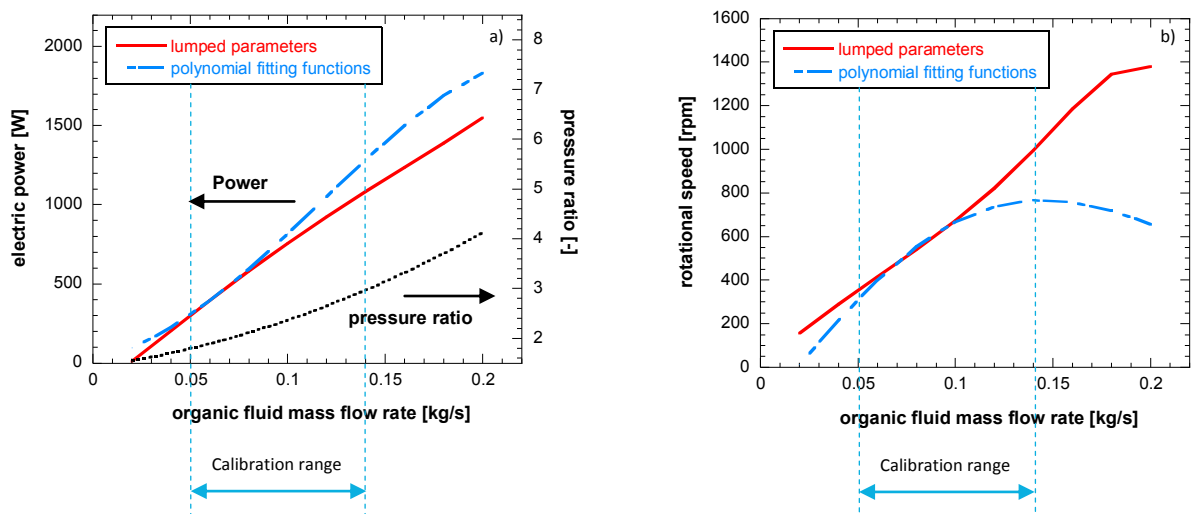 a)
lumped parameters
polynomial fitting functions
electric power [W]
2000
1500
1000
500
0
Power
pressure ratio
8
7
6
5
4
3
2
pressure ratio [-]
0
0.05
0.1
0.15
0.2
organic fluid mass flow rate [kg/s]
Calibration range
b)
lumped parameters
polynomial fitting functions
rotational speed [rpm]
1600
1400
1200
1000
800
600
400
200
0
0
0.05
0.1
0.15
0.2
organic fluid mass flow rate [kg/s]
Calibration range